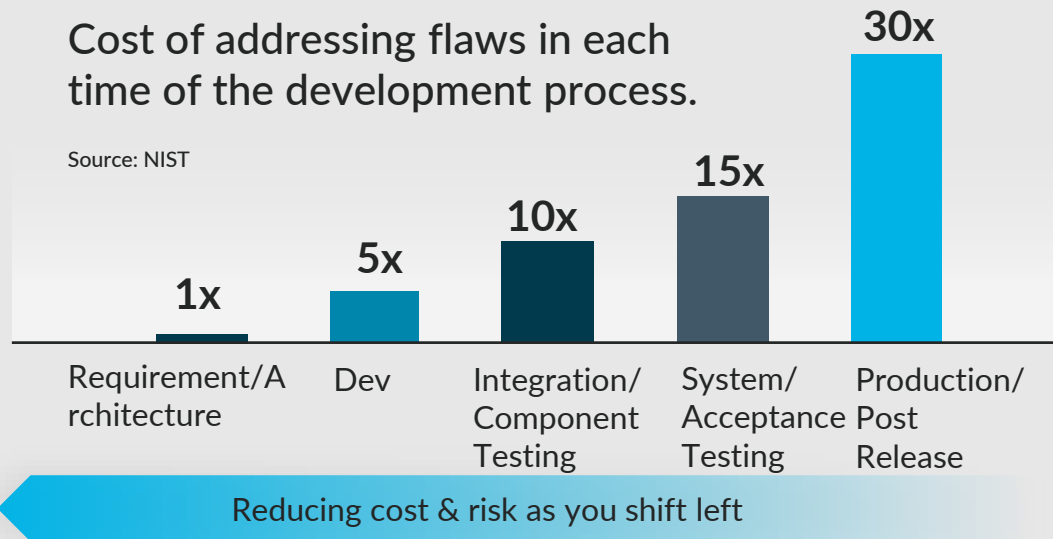 Cost of addressing flaws in each
time of the development process.
Source: NIST
30x
15x
10x
5x
1x
Requirement/A
rchitecture
Dev
Integration/
Component
Testing
System/
Acceptance
Testing
Production/
Post
Release
Reducing cost & risk as you shift left